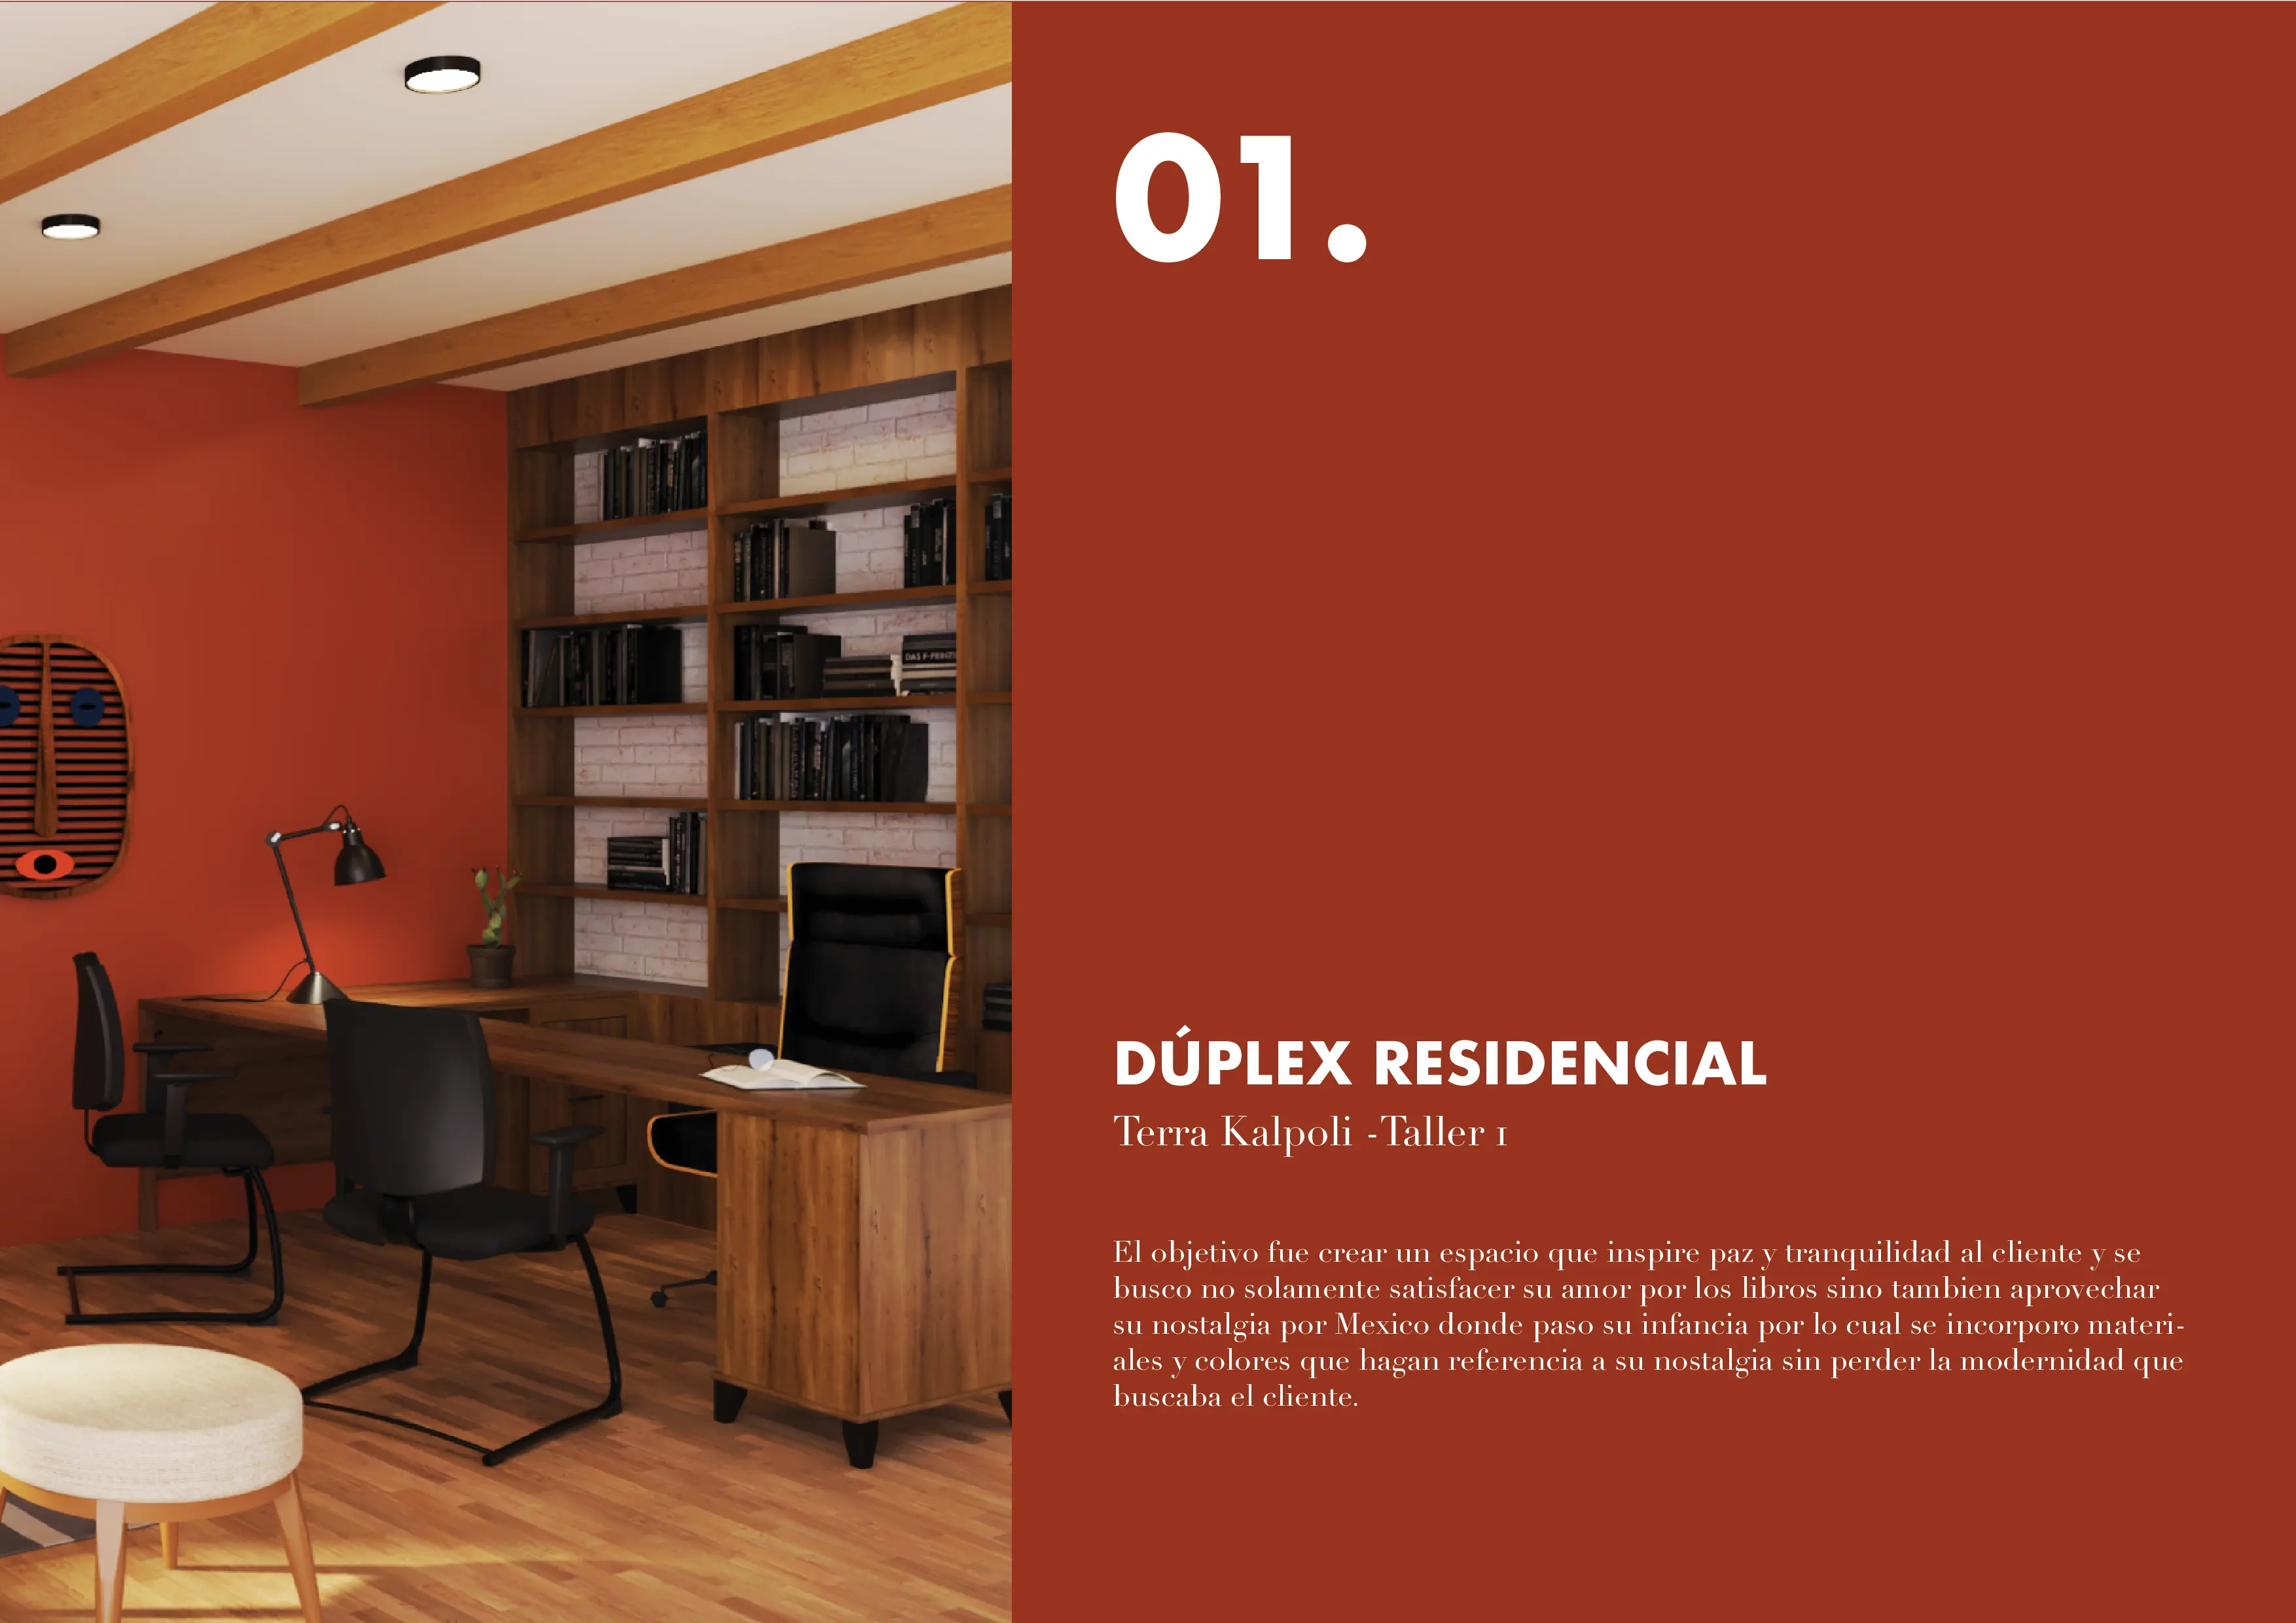 01.
DAS F-PRINZI
DÚPLEX RESIDENCIAL
Terra Kalpoli -Taller 1
El objetivo fue crear un espacio que inspire paz y tranquilidad al cliente y se
busco no solamente satisfacer su amor por los libros sino tambien aprovechar
su nostalgia por Mexico donde paso su infancia por lo cual se incorporo materi-
ales y colores que hagan referencia a su nostalgia sin perder la modernidad que
buscaba el cliente.